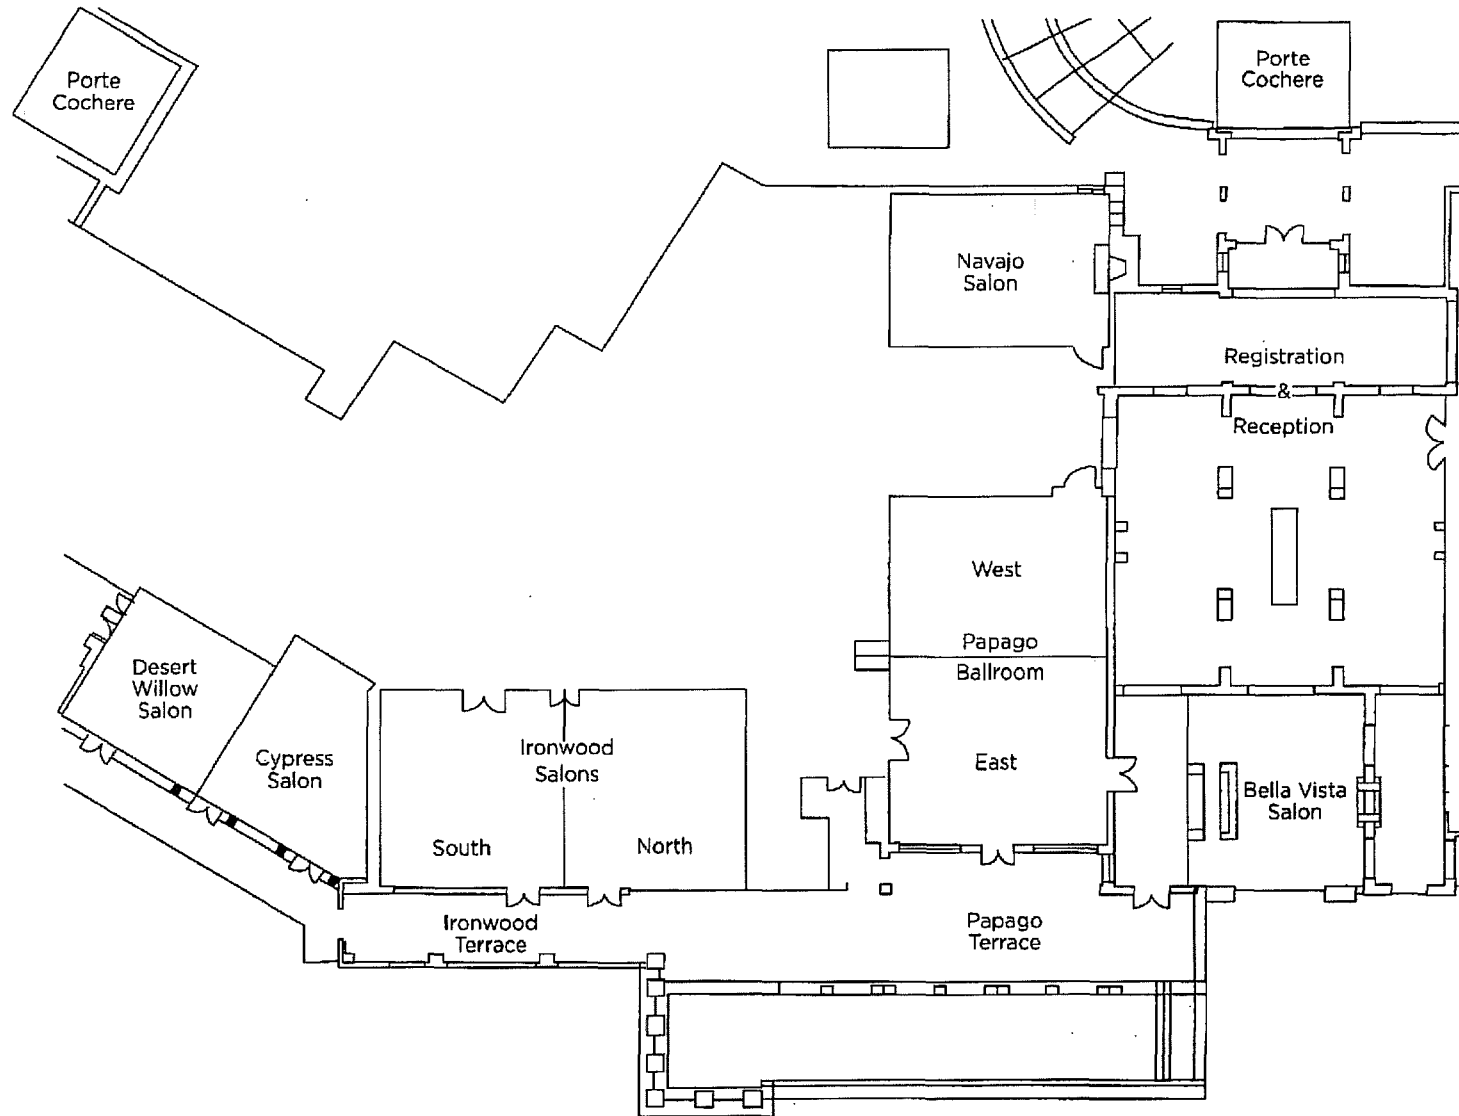 Porte
Cochere
Porte
Cochere
Navajo
Salon
Registration
&
Reception
West
Papago
Ballroom
East
Desert
Willow
Salon
Cypress
Salon
Ironwood
Salons
South
North
Bella Vista
Salon
Ironwood
Terrace
Papago
Terrace